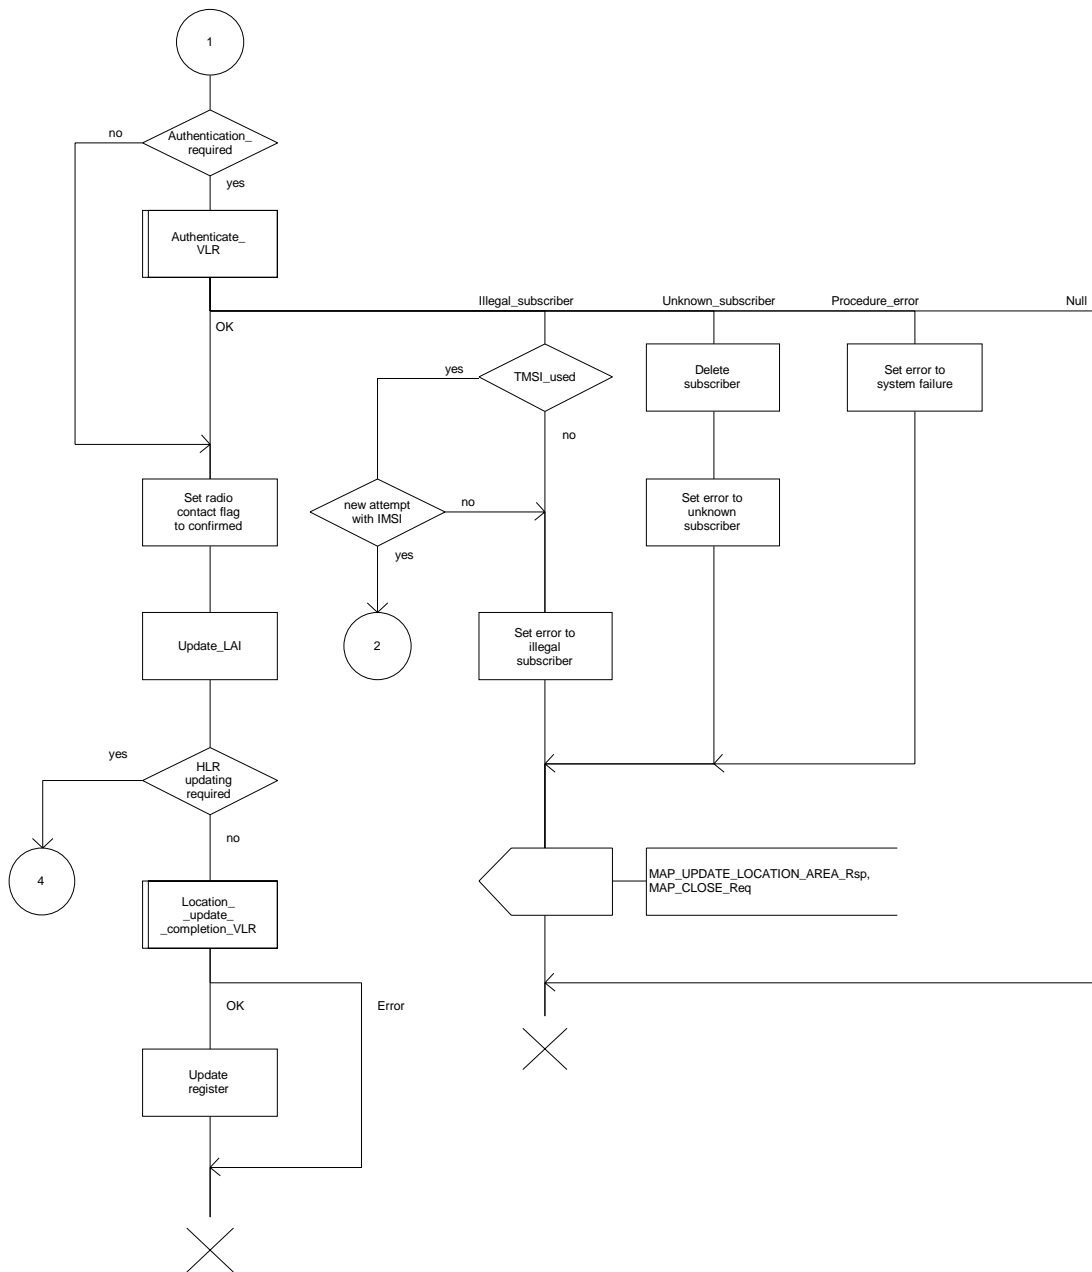 1
no
Authentication_
required
yes
Authenticate_
VLR
Illegal_subscriber
Unknown_subscriber
Procedure_error
Null
OK
yes
TMSI_used
no
Delete
subscriber
Set error to
system failure
Set radio
contact flag
to confirmed
new attempt
with IMSI
no
yes
Set error to
unknown
subscriber
Update_LAI
2
Set error to
illegal
subscriber
yes
HLR
updating
required
no
4
Location_
_update_
_completion_VLR
MAP_UPDATE_LOCATION_AREA_Rsp,
MAP_CLOSE_Req
OK
Error
Update
register